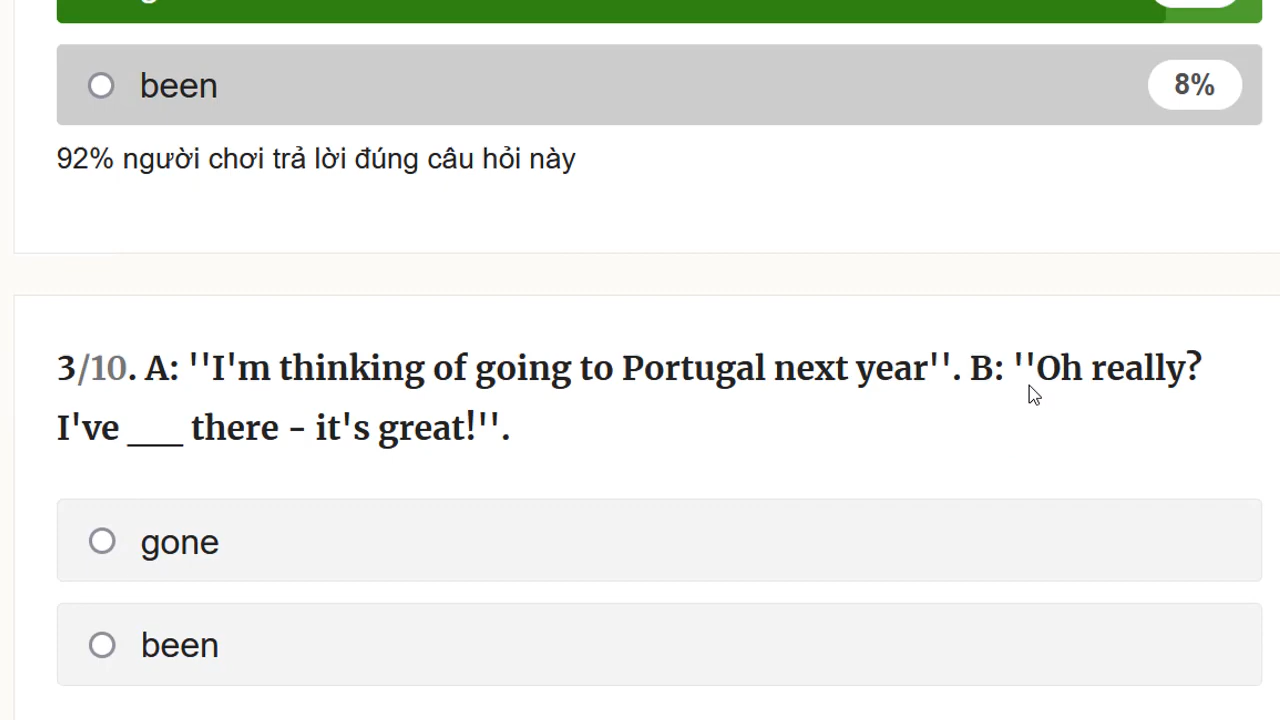 been
8%
92% người chơi trả lời đúng câu hỏi này
3/10. A: ''I'm thinking of going to Portugal next year''. B: ''Oh really?
I've ___ there - it's great!''.
gone
been